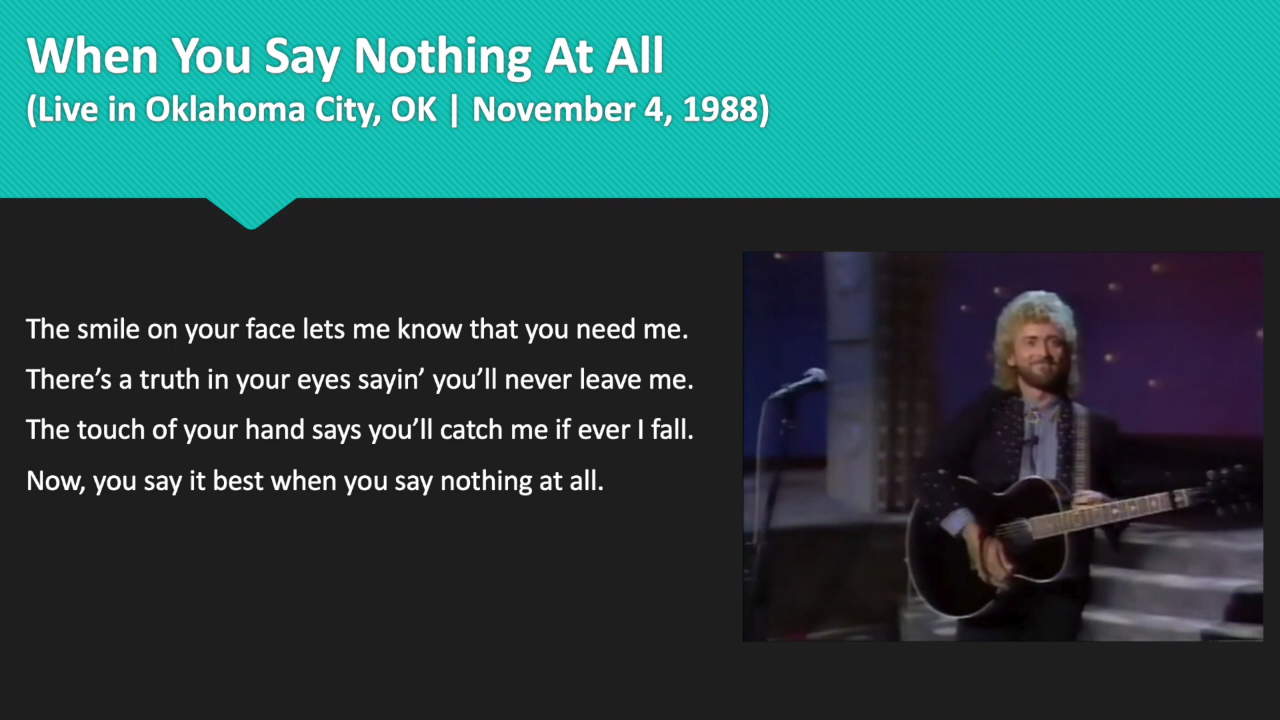 When You Say Nothing At All
(Live in Oklahoma City, OK | November 4, 1988)
The smile on your face lets me know that you need me.
There’s a truth in your eyes sayin’ you’ll never leave me.
The touch of your hand says you’ll catch me if ever I fall.
Now, you say it best when you say nothing at all.